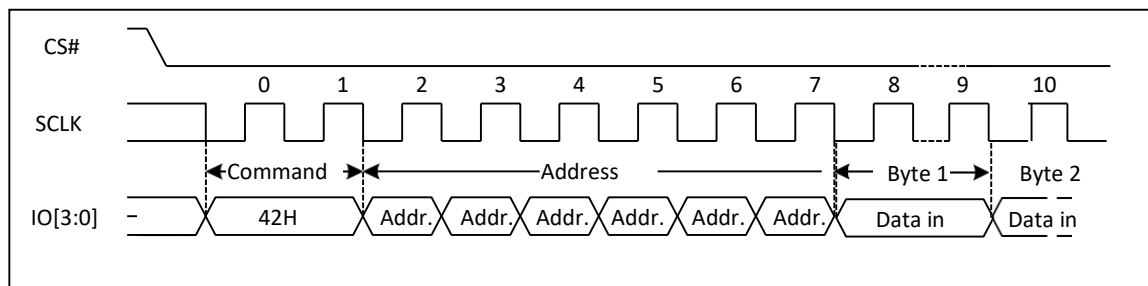 CS#
0 1 2 3 4 5 6 7 8 9 10
SCLK
Command Address Byte 1 Byte 2
IO[3:0] 42H Addr. Addr. Addr. Addr. Addr. Addr. Data in Data in